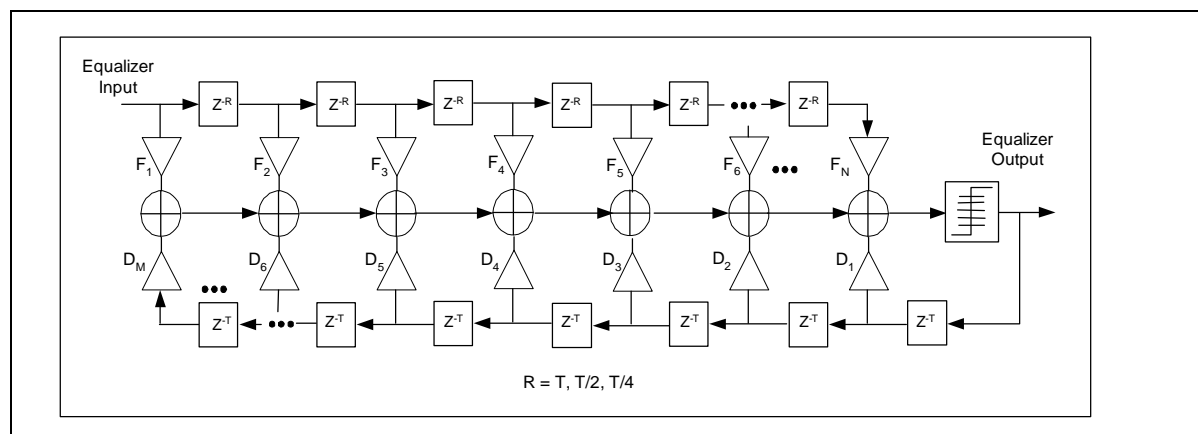 Equalizer
Input
Z-R Z-R Z-R Z-R Z-R ••• Z-R
Equalizer
Output
F1 F2 F3 F4 F5 F6 ••• FN
DM D6 D5 D4 D3 D2 D1
•••
Z-T ••• Z-T Z-T Z-T Z-T Z-T Z-T
R = T, T/2, T/4